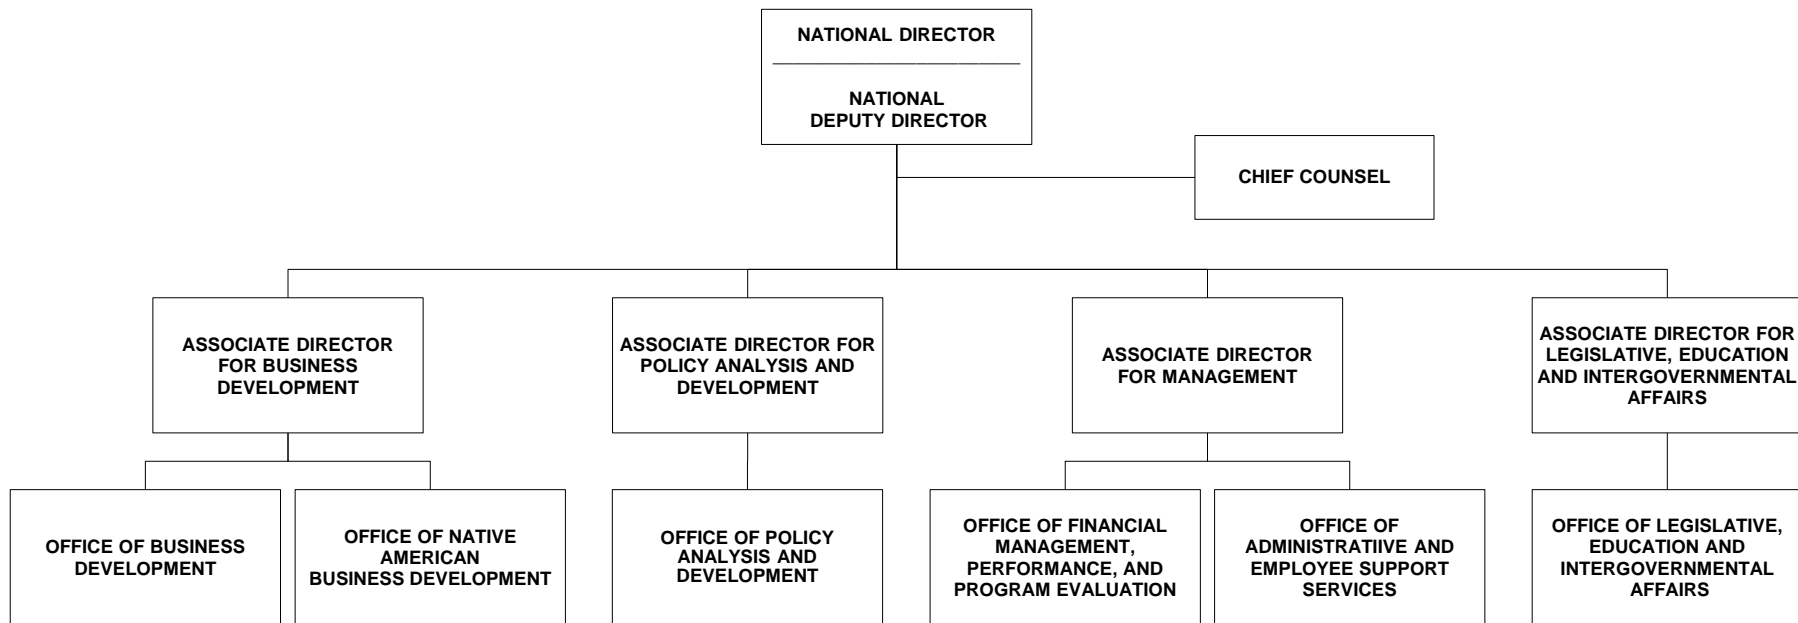 NATIONAL DIRECTOR
NATIONAL
DEPUTY DIRECTOR
CHIEF COUNSEL
ASSOCIATE DIRECTOR
FOR BUSINESS
DEVELOPMENT
ASSOCIATE DIRECTOR FOR
POLICY ANALYSIS AND
DEVELOPMENT
ASSOCIATE DIRECTOR
FOR MANAGEMENT
ASSOCIATE DIRECTOR FOR
LEGISLATIVE, EDUCATION
AND INTERGOVERNMENTAL
AFFAIRS
OFFICE OF BUSINESS
DEVELOPMENT
OFFICE OF NATIVE
AMERICAN
BUSINESS DEVELOPMENT
OFFICE OF POLICY
ANALYSIS AND
DEVELOPMENT
OFFICE OF FINANCIAL
MANAGEMENT,
PERFORMANCE, AND
PROGRAM EVALUATION
OFFICE OF
ADMINISTRATIIVE AND
EMPLOYEE SUPPORT
SERVICES
OFFICE OF LEGISLATIVE,
EDUCATION AND
INTERGOVERNMENTAL
AFFAIRS